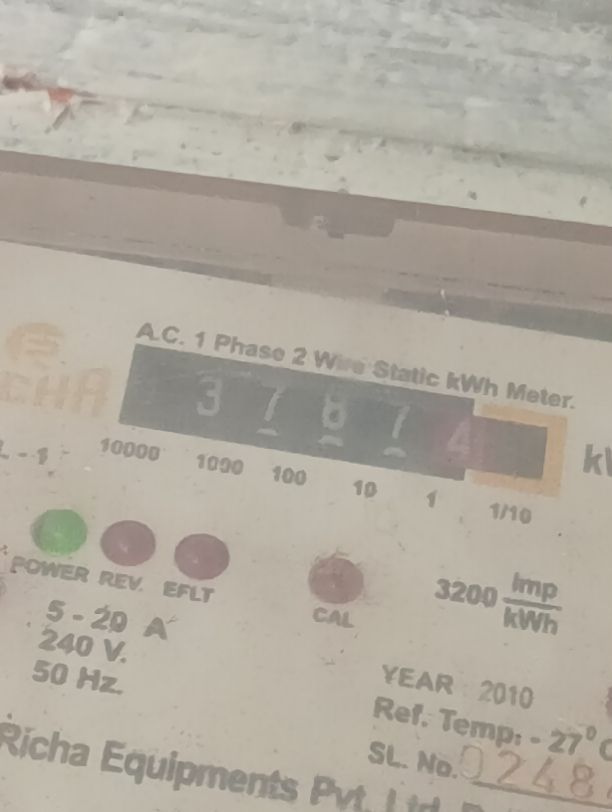 A.C. 1 Phase 2 Wire Static kWh Meter.
3 7 8 7 4
10000 1000 100 10 1 1/10
POWER REV. EFLT
CAL
3200 imp/kWh
5 - 20 A
240 V.
50 Hz.
YEAR : 2010
Ref. Temp. - 27°C
SL. No. 0248
Richa Equipments Pvt. Ltd.